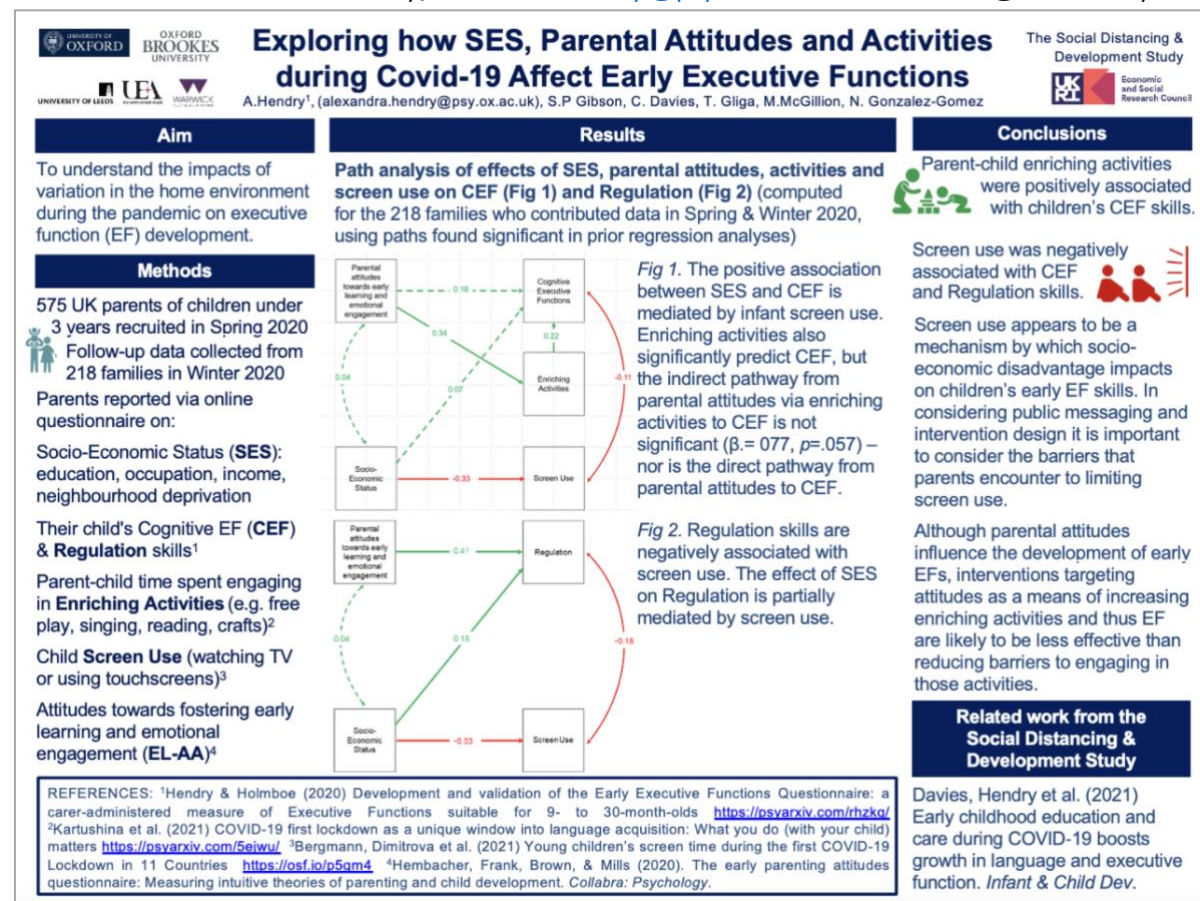 UNIVERSITY OF
OXFORD
OXFORD
BROOKES
UNIVERSITY
UNIVERSITY OF LEEDS
UEA
WARWICK
Exploring how SES, Parental Attitudes and Activities
during Covid-19 Affect Early Executive Functions
A.Hendry¹, (alexandra.hendry@psy.ox.ac.uk), S.P Gibson, C. Davies, T. Gliga, M.McGillion, N. Gonzalez-Gomez
The Social Distancing &
Development Study
UKRI
Economic
and Social
Research Council
Aim
To understand the impacts of
variation in the home environment
during the pandemic on executive
function (EF) development.
Methods
575 UK parents of children under
3 years recruited in Spring 2020
Follow-up data collected from
218 families in Winter 2020
Parents reported via online
questionnaire on:
Socio-Economic Status (SES):
education, occupation, income,
neighbourhood deprivation
Their child's Cognitive EF (CEF)
& Regulation skills¹
Parent-child time spent engaging
in Enriching Activities (e.g. free
play, singing, reading, crafts)²
Child Screen Use (watching TV
or using touchscreens)³
Attitudes towards fostering early
learning and emotional
engagement (EL-AA)⁴
Results
Path analysis of effects of SES, parental attitudes, activities and
screen use on CEF (Fig 1) and Regulation (Fig 2) (computed
for the 218 families who contributed data in Spring & Winter 2020,
using paths found significant in prior regression analyses)
Parental
attitudes
towards early
learning and
emotional
engagement
0.16
Cognitive
Executive
Functions
0.34
0.22
0.04
0.07
Enriching
Activities
-0.11
Socio-
Economic
Status
-0.33
Screen Use
Fig 1. The positive association
between SES and CEF is
mediated by infant screen use.
Enriching activities also
significantly predict CEF, but
the indirect pathway from
parental attitudes via enriching
activities to CEF is not
significant (β.= 077, p=.057) –
nor is the direct pathway from
parental attitudes to CEF.
Parental
attitudes
towards early
learning and
emotional
engagement
0.41
Regulation
0.04
0.15
-0.18
Socio-
Economic
Status
-0.33
Screen Use
Fig 2. Regulation skills are
negatively associated with
screen use. The effect of SES
on Regulation is partially
mediated by screen use.
Conclusions
Parent-child enriching activities
were positively associated
with children's CEF skills.
Screen use was negatively
associated with CEF
and Regulation skills.
Screen use appears to be a
mechanism by which socio-
economic disadvantage impacts
on children's early EF skills. In
considering public messaging and
intervention design it is important
to consider the barriers that
parents encounter to limiting
screen use.
Although parental attitudes
influence the development of early
EFs, interventions targeting
attitudes as a means of increasing
enriching activities and thus EF
are likely to be less effective than
reducing barriers to engaging in
those activities.
Related work from the
Social Distancing &
Development Study
Davies, Hendry et al. (2021)
Early childhood education and
care during COVID-19 boosts
growth in language and executive
function. Infant & Child Dev.
REFERENCES: ¹Hendry & Holmboe (2020) Development and validation of the Early Executive Functions Questionnaire: a
carer-administered measure of Executive Functions suitable for 9- to 30-month-olds https://psyarxiv.com/rhzkq/
²Kartushina et al. (2021) COVID-19 first lockdown as a unique window into language acquisition: What you do (with your child)
matters https://psyarxiv.com/5ejwu/ ³Bergmann, Dimitrova et al. (2021) Young children's screen time during the first COVID-19
Lockdown in 11 Countries https://osf.io/p5qm4 ⁴Hembacher, Frank, Brown, & Mills (2020). The early parenting attitudes
questionnaire: Measuring intuitive theories of parenting and child development. Collabra: Psychology.